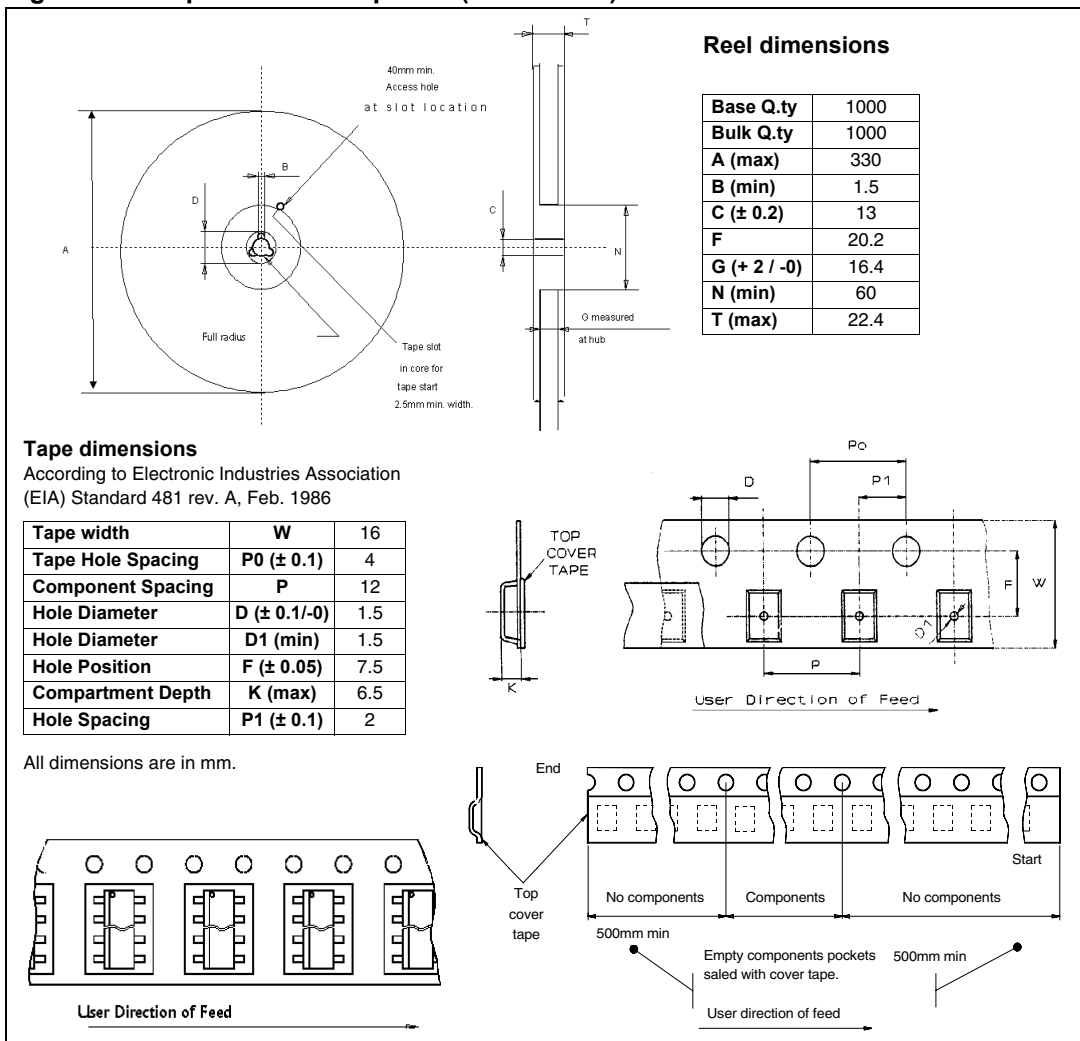 T
40mm min.
Access hole
at slot location
B
D
C
A
N
G measured
at hub
Full radius
Tape slot
in core for
tape start
2.5mm min. width.
Reel dimensions
Base Q.ty 1000
Bulk Q.ty 1000
A (max) 330
B (min) 1.5
C (± 0.2) 13
F 20.2
G (+ 2 / -0) 16.4
N (min) 60
T (max) 22.4
Tape dimensions
According to Electronic Industries Association
(EIA) Standard 481 rev. A, Feb. 1986
Tape width W 16
Tape Hole Spacing P0 (± 0.1) 4
Component Spacing P 12
Hole Diameter D (± 0.1/-0) 1.5
Hole Diameter D1 (min) 1.5
Hole Position F (± 0.05) 7.5
Compartment Depth K (max) 6.5
Hole Spacing P1 (± 0.1) 2
All dimensions are in mm.
Po
D
P1
TOP
COVER
TAPE
F
W
D1
K
P
User Direction of Feed
End
Start
Top
cover
tape
No components
Components
No components
500mm min
Empty components pockets
saled with cover tape.
500mm min
User direction of feed
User Direction of Feed